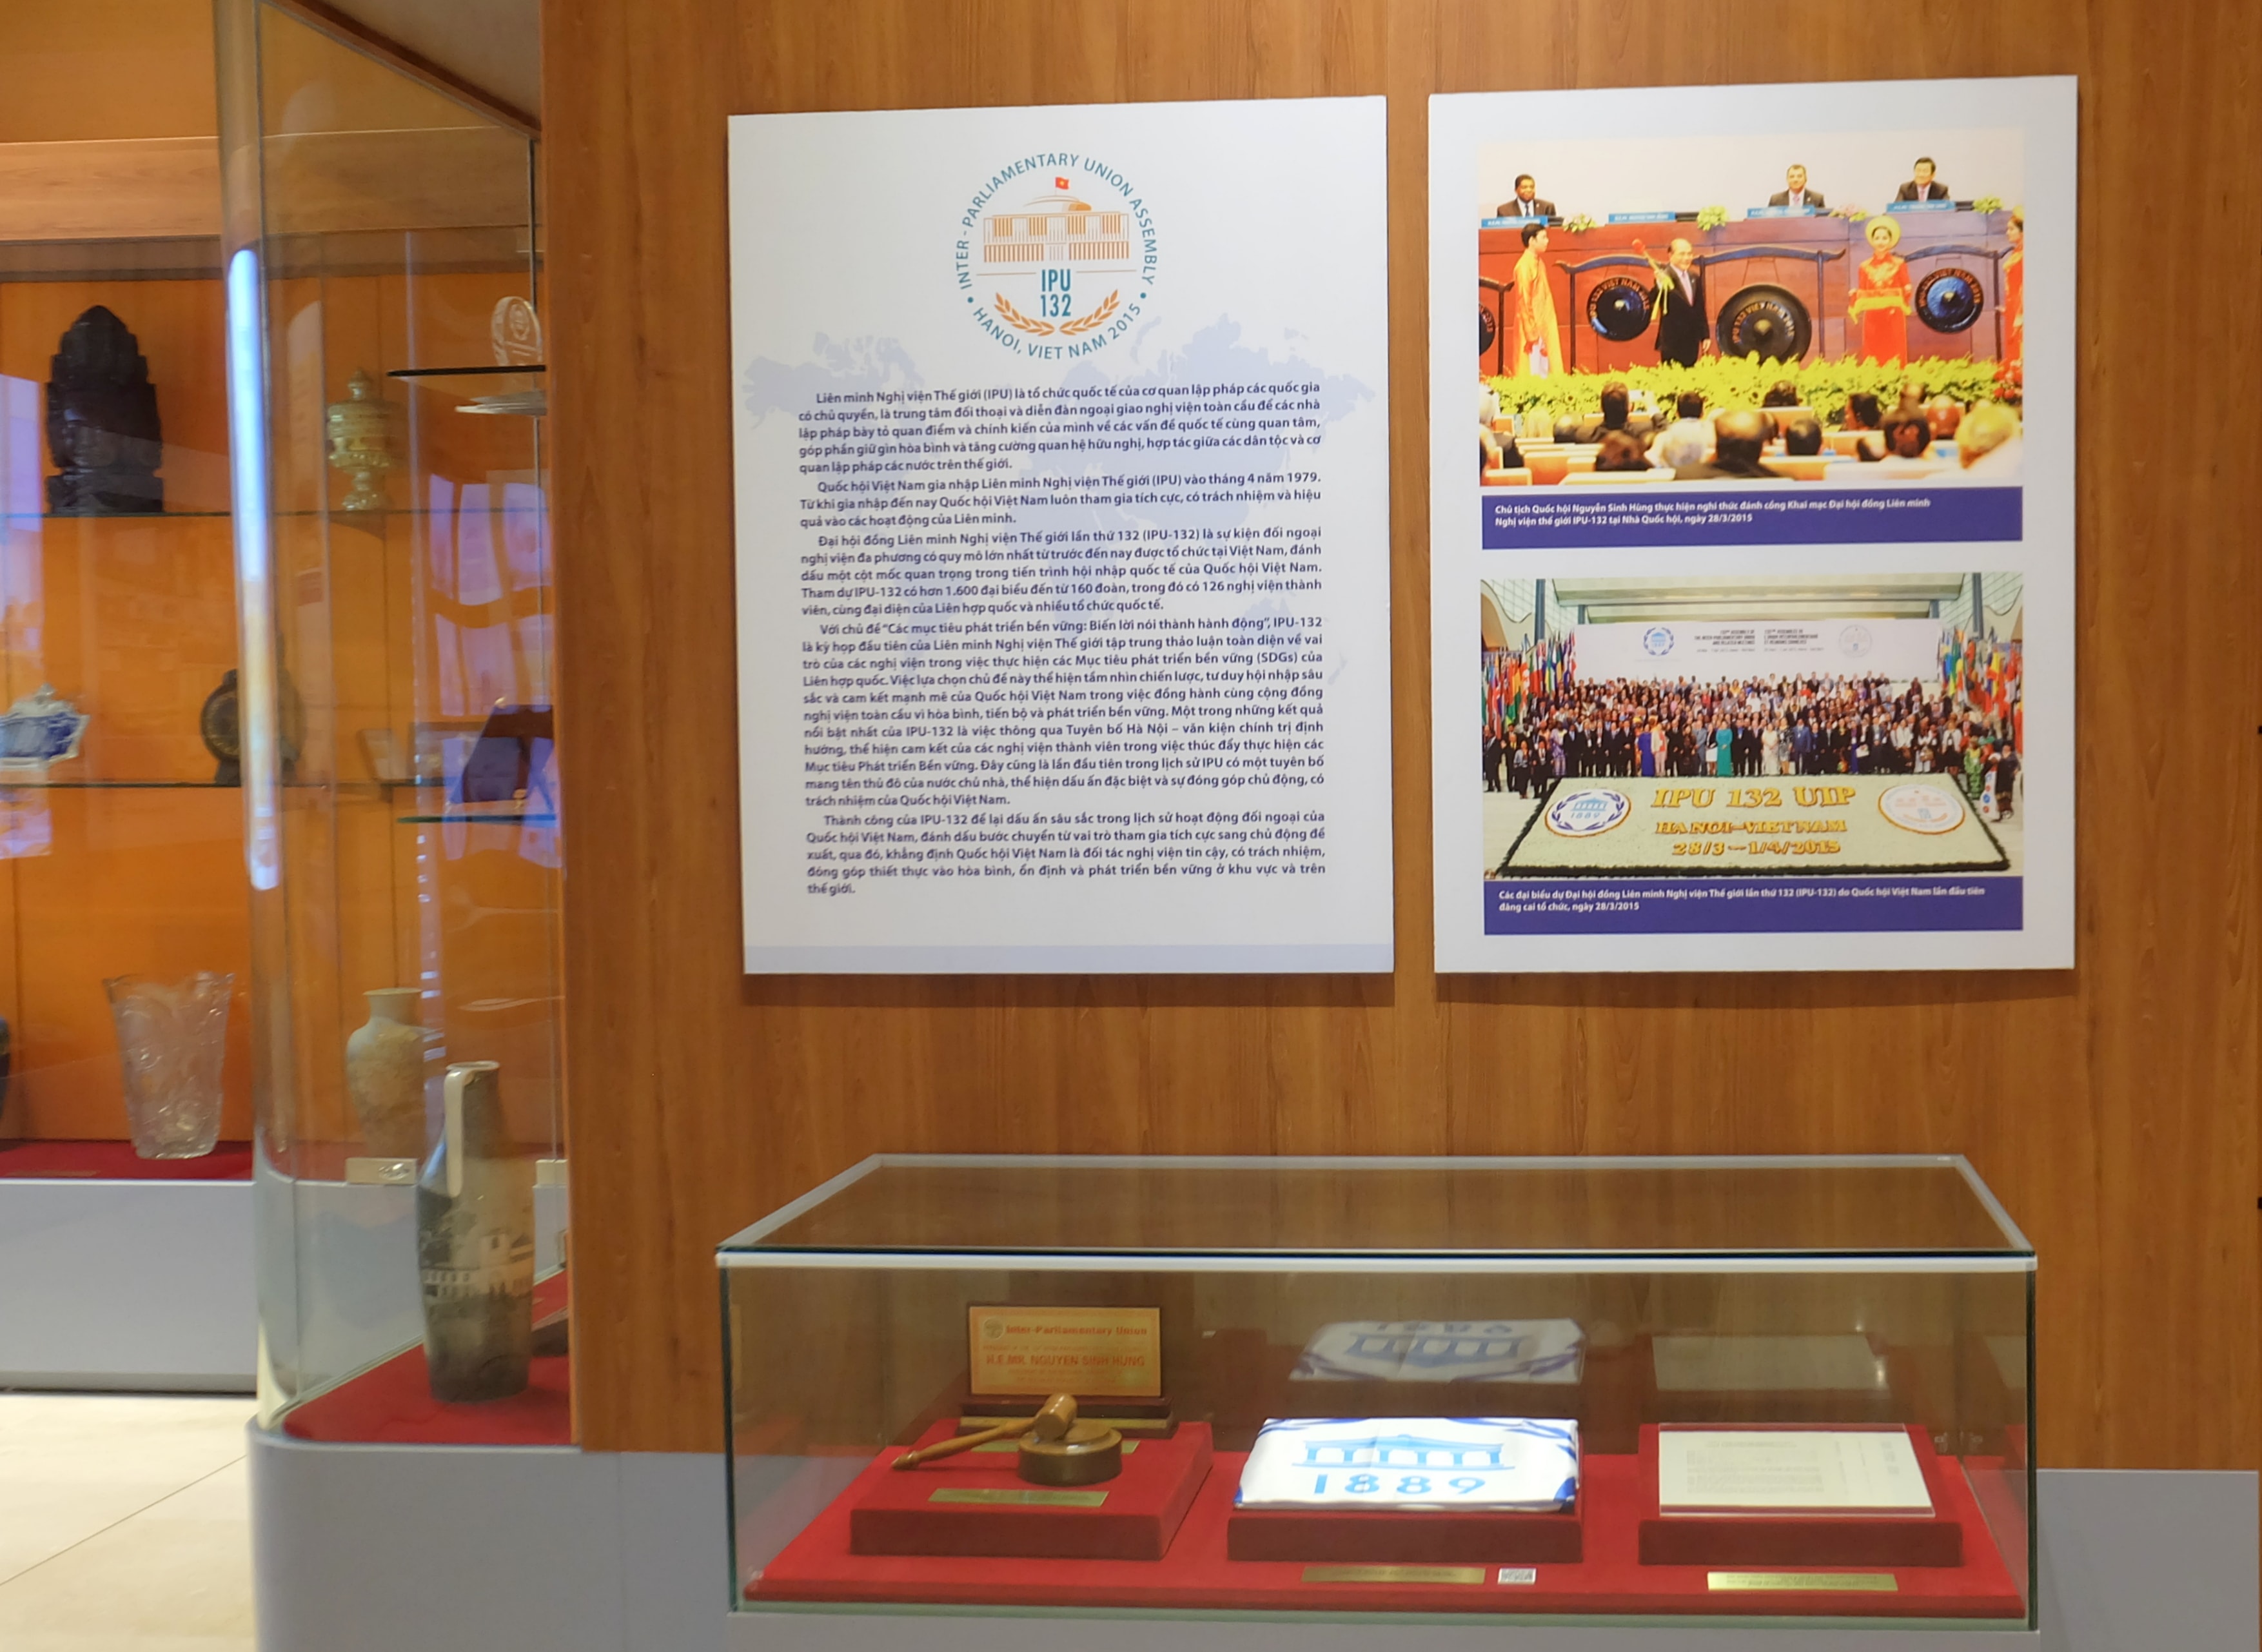 INTER - PARLIAMENTARY UNION ASSEMBLY
IPU
132
HANOI, VIET NAM 2015
Liên minh Nghị viện Thế giới (IPU) là tổ chức quốc tế của cơ quan lập pháp các quốc gia
có chủ quyền, là trung tâm đối thoại và diễn đàn ngoại giao nghị viện toàn cầu để các nhà
lập pháp bày tỏ quan điểm và chính kiến của mình về các vấn đề quốc tế cùng quan tâm,
góp phần giữ gìn hòa bình và tăng cường quan hệ hữu nghị, hợp tác giữa các dân tộc và cơ
quan lập pháp các nước trên thế giới.
Quốc hội Việt Nam gia nhập Liên minh Nghị viện Thế giới (IPU) vào tháng 4 năm 1979.
Từ khi gia nhập đến nay Quốc hội Việt Nam luôn tham gia tích cực, có trách nhiệm và hiệu
quả vào các hoạt động của Liên minh.
Đại hội đồng Liên minh Nghị viện Thế giới lần thứ 132 (IPU-132) là sự kiện đối ngoại
nghị viện đa phương có quy mô lớn nhất từ trước đến nay được tổ chức tại Việt Nam, đánh
dấu một cột mốc quan trọng trong tiến trình hội nhập quốc tế của Quốc hội Việt Nam.
Tham dự IPU-132 có hơn 1.600 đại biểu đến từ 160 đoàn, trong đó có 126 nghị viện thành
viên, cùng đại diện của Liên hợp quốc và nhiều tổ chức quốc tế.
Với chủ đề “Các mục tiêu phát triển bền vững: Biến lời nói thành hành động”, IPU-132
là kỳ họp đầu tiên của Liên minh Nghị viện Thế giới tập trung thảo luận toàn diện về vai
trò của các nghị viện trong việc thực hiện các Mục tiêu phát triển bền vững (SDGs) của
Liên hợp quốc. Việc lựa chọn chủ đề này thể hiện tầm nhìn chiến lược, tư duy hội nhập sâu
sắc và cam kết mạnh mẽ của Quốc hội Việt Nam trong việc đồng hành cùng cộng đồng
nghị viện toàn cầu vì hòa bình, tiến bộ và phát triển bền vững. Một trong những kết quả
nổi bật nhất của IPU-132 là việc thông qua Tuyên bố Hà Nội – văn kiện chính trị định
hướng, thể hiện cam kết của các nghị viện thành viên trong việc thúc đẩy thực hiện các
Mục tiêu Phát triển Bền vững. Đây cũng là lần đầu tiên trong lịch sử IPU có một tuyên bố
mang tên thủ đô của nước chủ nhà, thể hiện dấu ấn đặc biệt và sự đóng góp chủ động, có
trách nhiệm của Quốc hội Việt Nam.
Thành công của IPU-132 để lại dấu ấn sâu sắc trong lịch sử hoạt động đối ngoại của
Quốc hội Việt Nam, đánh dấu bước chuyển từ vai trò tham gia tích cực sang chủ động đề
xuất, qua đó, khẳng định Quốc hội Việt Nam là đối tác nghị viện tin cậy, có trách nhiệm,
đóng góp thiết thực vào hòa bình, ổn định và phát triển bền vững ở khu vực và trên
thế giới.
IPU 132 VIET NAM 2015
IPU 132 VIET NAM 2015
Chủ tịch Quốc hội Nguyễn Sinh Hùng thực hiện nghi thức đánh cồng Khai mạc Đại hội đồng Liên minh
Nghị viện thế giới IPU-132 tại Nhà Quốc hội, ngày 28/3/2015
1889
IPU 132 UIP
HANOI-VIETNAM
28/3-1/4/2015
Các đại biểu dự Đại hội đồng Liên minh Nghị viện Thế giới lần thứ 132 (IPU-132) do Quốc hội Việt Nam lần đầu tiên
đăng cai tổ chức, ngày 28/3/2015
Inter-Parliamentary Union
H.E.MR. NGUYEN SINH HUNG
1889